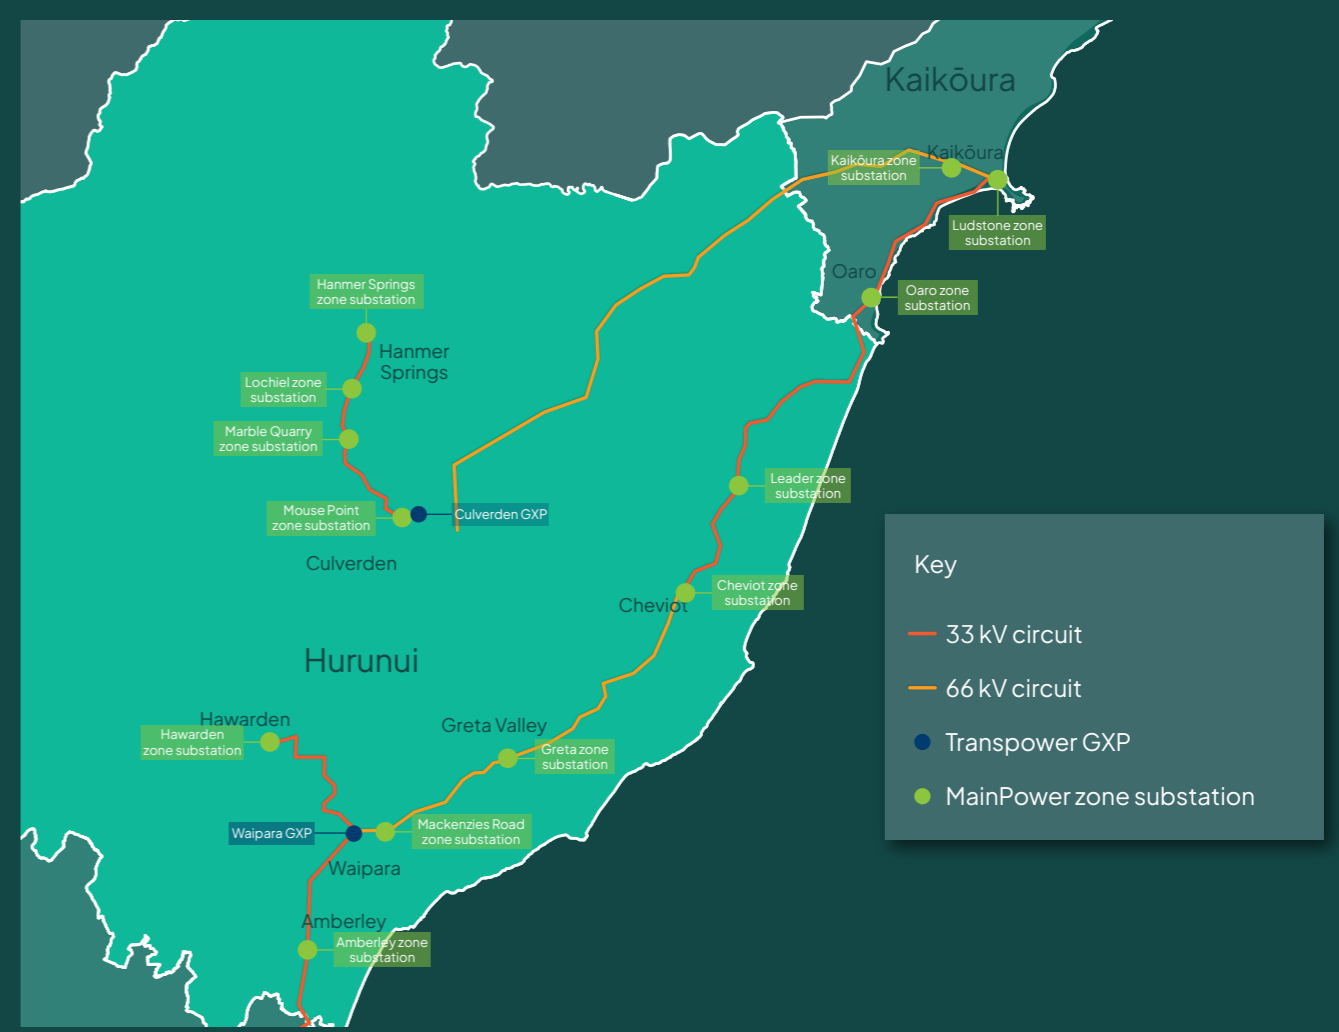 Kaikōura
Kaikōura
Kaikōura zone
substation
Ludstone zone
substation
Oaro
Oaro zone
substation
Hanmer Springs
zone substation
Hanmer
Springs
Lochiel zone
substation
Marble Quarry
zone substation
Mouse Point
zone substation
Culverden GXP
Culverden
Leader zone
substation
Cheviot zone
substation
Cheviot
Hurunui
Hawarden
Hawarden
zone substation
Greta Valley
Greta zone
substation
Waipara GXP
Mackenzies Road
zone substation
Waipara
Amberley
Amberley zone
substation
Key
33 kV circuit
66 kV circuit
Transpower GXP
MainPower zone substation